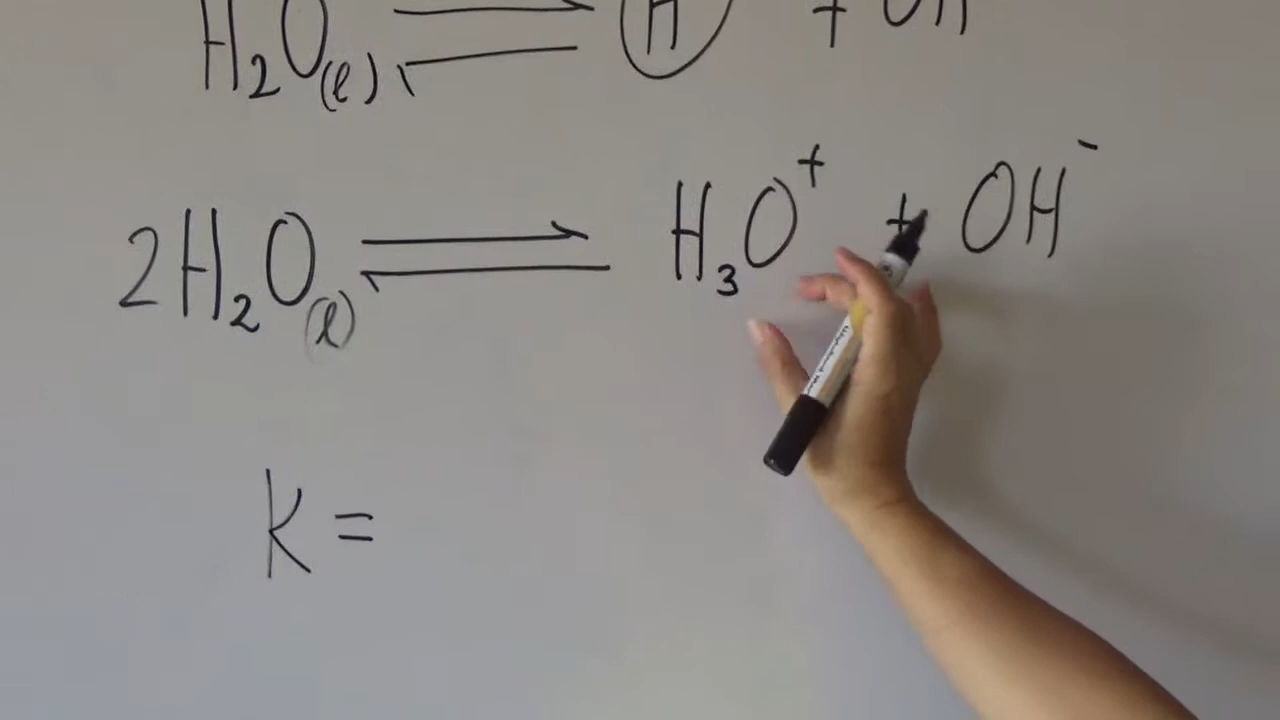 H₂O(l) ⇌ H + OH
2H₂O(l) ⇌ H₃O⁺ + OH⁻
K =